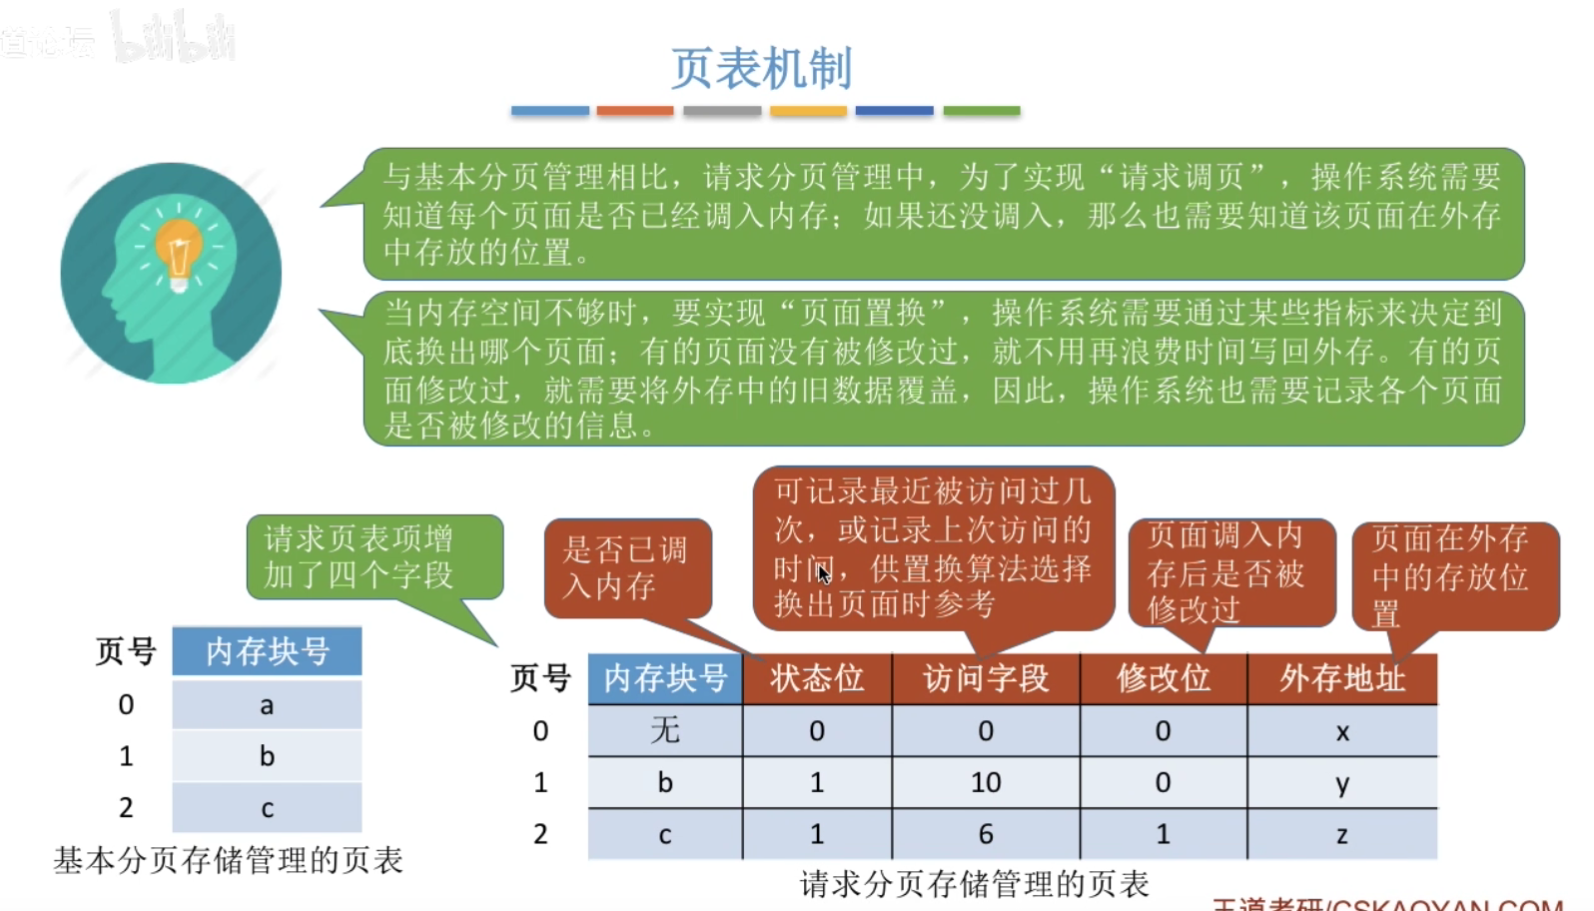 bilibili
页表机制
与基本分页管理相比，请求分页管理中，为了实现“请求调页”，操作系统需要
知道每个页面是否已经调入内存；如果还没调入，那么也需要知道该页面在外存
中存放的位置。
当内存空间不够时，要实现“页面置换”，操作系统需要通过某些指标来决定到
底换出哪个页面；有的页面没有被修改过，就不用再浪费时间写回外存。有的页
面修改过，就需要将外存中的旧数据覆盖，因此，操作系统也需要记录各个页面
是否被修改的信息。
请求页表项增
加了四个字段
是否已调
入内存
可记录最近被访问过几
次，或记录上次访问的
时间，供置换算法选择
换出页面时参考
页面调入内
存后是否被
修改过
页面在外存
中的存放位
置
页号 内存块号
0 a
1 b
2 c
基本分页存储管理的页表
页号 内存块号 状态位 访问字段 修改位 外存地址
0 无 0 0 0 x
1 b 1 10 0 y
2 c 1 6 1 z
请求分页存储管理的页表
王道考研/CSKAOYAN.COM